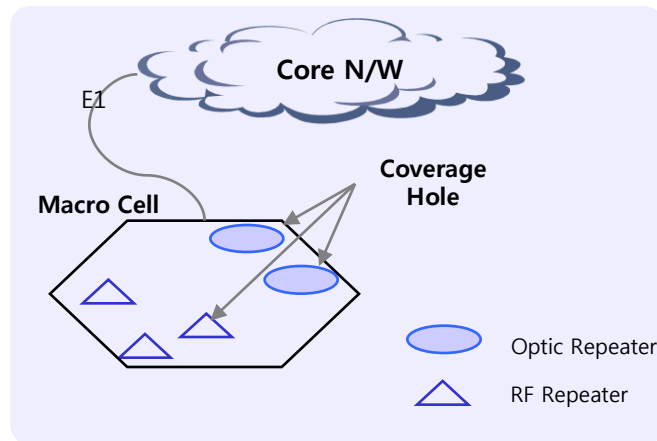 Core N/W
E1
Coverage
Hole
Macro Cell
Optic Repeater
RF Repeater